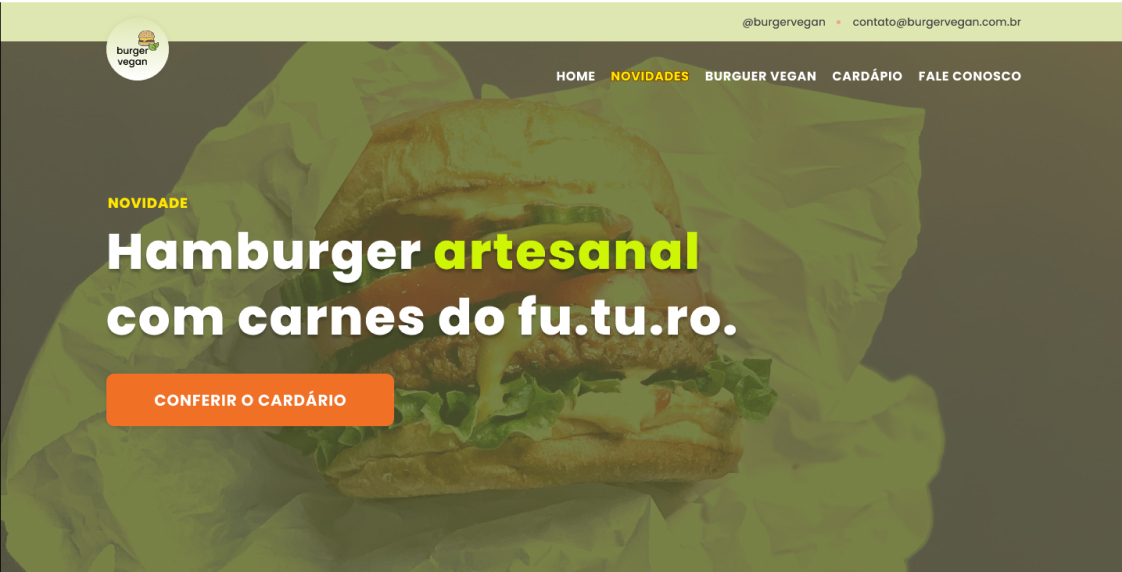 @burgervegan • contato@burgervegan.com.br
burger
vegan
HOME NOVIDADES BURGUER VEGAN CARDÁPIO FALE CONOSCO
NOVIDADE
Hamburger artesanal
com carnes do fu.tu.ro.
CONFERIR O CARDÁRIO